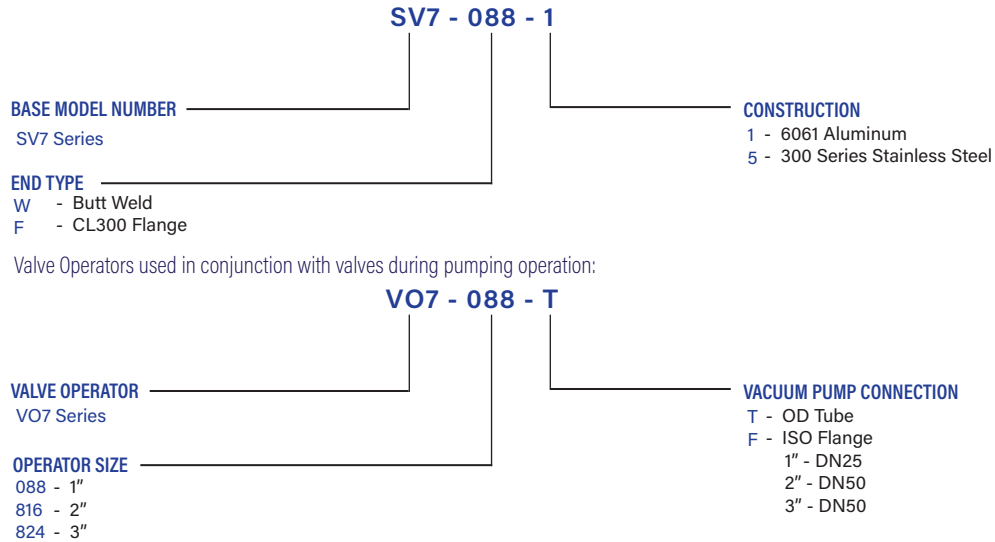 SV7 - 088 - 1
BASE MODEL NUMBER
SV7 Series
CONSTRUCTION
1 - 6061 Aluminum
5 - 300 Series Stainless Steel
END TYPE
W - Butt Weld
F - CL300 Flange
Valve Operators used in conjunction with valves during pumping operation:
VO7 - 088 - T
VALVE OPERATOR
VO7 Series
VACUUM PUMP CONNECTION
T - OD Tube
F - ISO Flange
1" - DN25
2" - DN50
3" - DN50
OPERATOR SIZE
088 - 1"
816 - 2"
824 - 3"